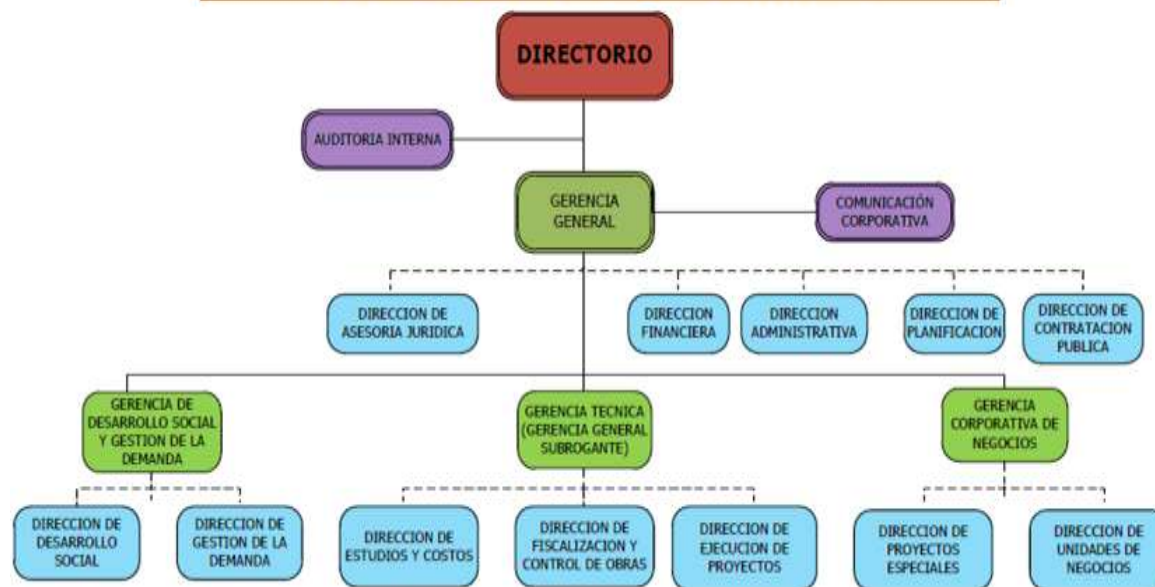 DIRECTORIO
AUDITORIA INTERNA
GERENCIA
GENERAL
COMUNICACIÓN
CORPORATIVA
DIRECCION DE
ASESORIA JURIDICA
DIRECCION
FINANCIERA
DIRECCION
ADMINISTRATIVA
DIRECCION DE
PLANIFICACION
DIRECCION DE
CONTRATACION
PUBLICA
GERENCIA DE
DESARROLLO SOCIAL
Y GESTION DE LA
DEMANDA
GERENCIA TECNICA
(GERENCIA GENERAL
SUBROGANTE)
GERENCIA
CORPORATIVA DE
NEGOCIOS
DIRECCION DE
DESARROLLO
SOCIAL
DIRECCION DE
GESTION DE LA
DEMANDA
DIRECCION DE
ESTUDIOS Y COSTOS
DIRECCION DE
FISCALIZACION Y
CONTROL DE OBRAS
DIRECCION DE
EJECUCION DE
PROYECTOS
DIRECCION DE
PROYECTOS
ESPECIALES
DIRECCION DE
UNIDADES DE
NEGOCIOS